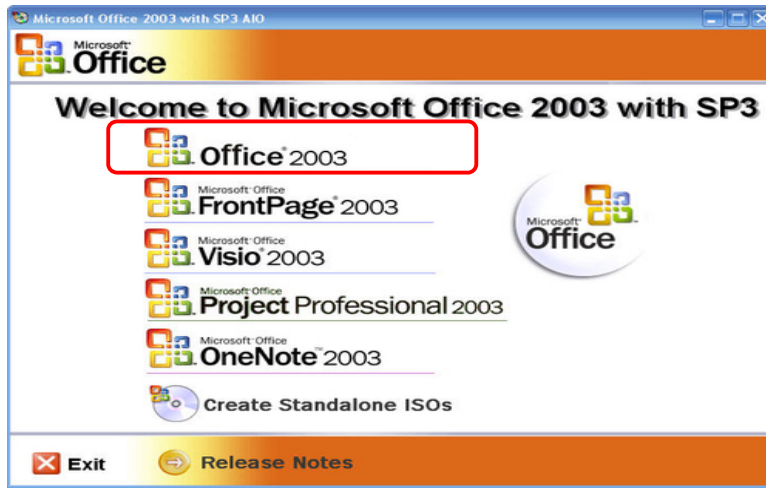 Microsoft Office 2003 with SP3 AIO
Microsoft
Office
Welcome to Microsoft Office 2003 with SP3
Office 2003
Microsoft Office
FrontPage 2003
Microsoft Office
Visio 2003
Microsoft Office
Project Professional 2003
Microsoft Office
OneNote 2003
Microsoft
Office
Create Standalone ISOs
Exit
Release Notes